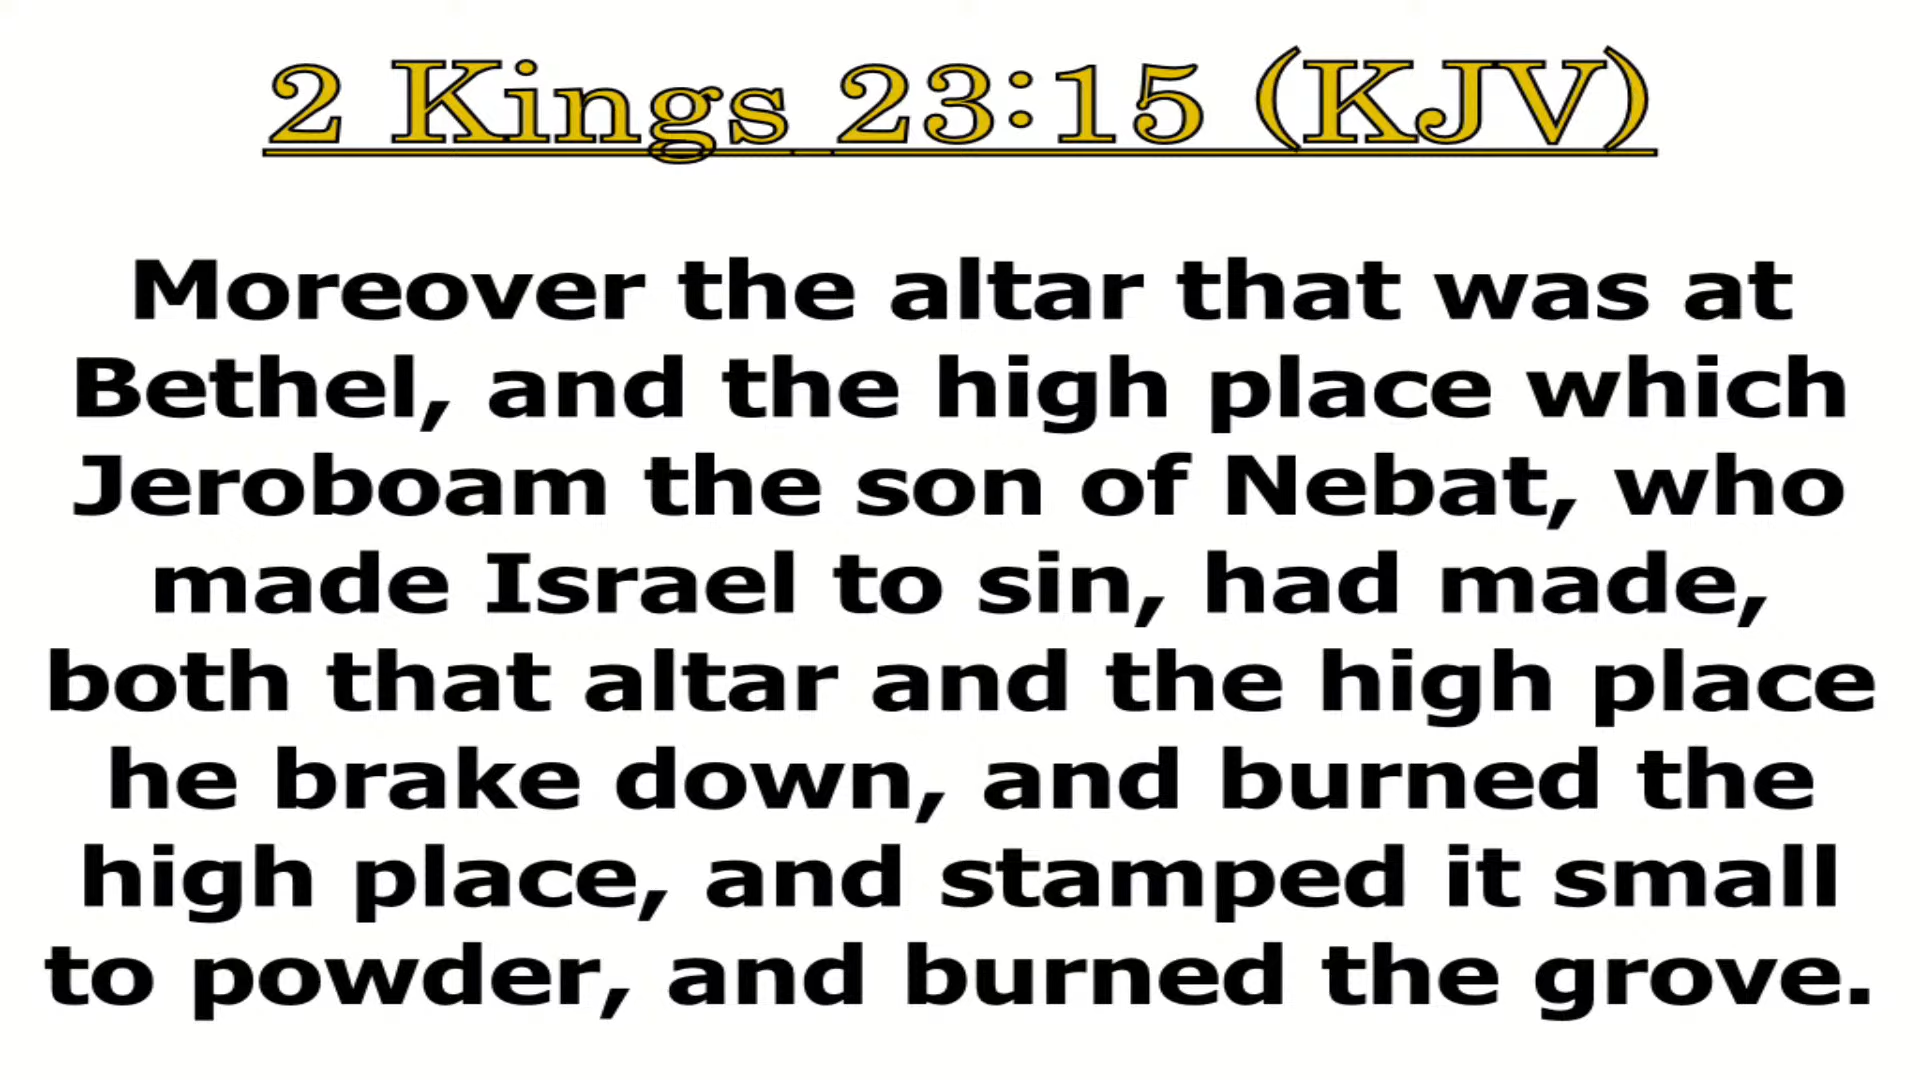 2 Kings 23:15 (KJV)
Moreover the altar that was at
Bethel, and the high place which
Jeroboam the son of Nebat, who
made Israel to sin, had made,
both that altar and the high place
he brake down, and burned the
high place, and stamped it small
to powder, and burned the grove.